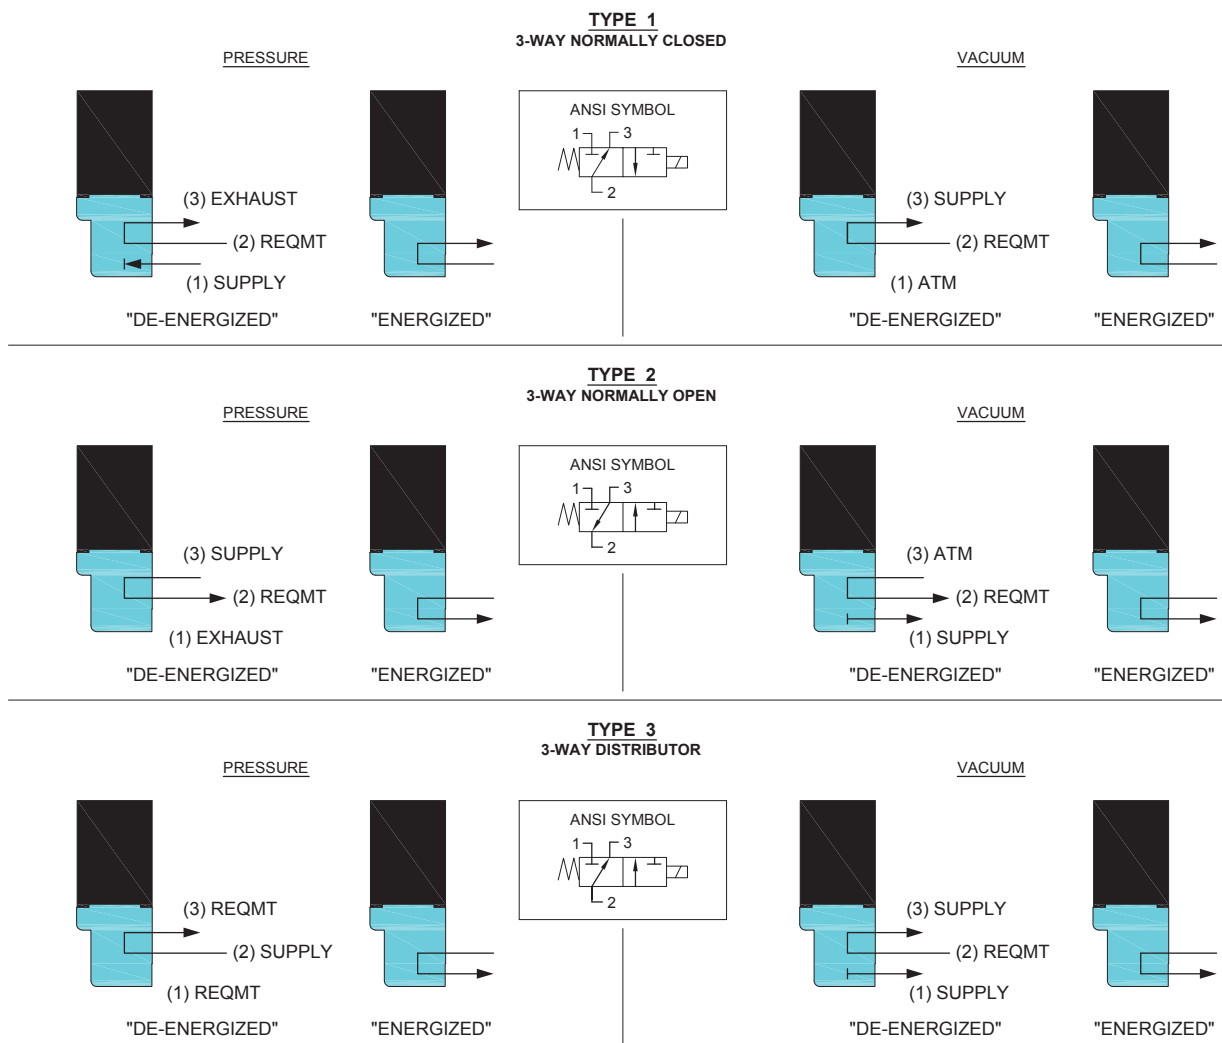 TYPE 1
3-WAY NORMALLY CLOSED
PRESSURE
VACUUM
ANSI SYMBOL
1
3
2
(3) EXHAUST
(2) REQMT
(1) SUPPLY
(3) SUPPLY
(2) REQMT
(1) ATM
"DE-ENERGIZED"
"ENERGIZED"
"DE-ENERGIZED"
"ENERGIZED"
TYPE 2
3-WAY NORMALLY OPEN
PRESSURE
VACUUM
ANSI SYMBOL
1
3
2
(3) SUPPLY
(2) REQMT
(1) EXHAUST
(3) ATM
(2) REQMT
(1) SUPPLY
"DE-ENERGIZED"
"ENERGIZED"
"DE-ENERGIZED"
"ENERGIZED"
TYPE 3
3-WAY DISTRIBUTOR
PRESSURE
VACUUM
ANSI SYMBOL
1
3
2
(3) REQMT
(2) SUPPLY
(1) REQMT
(3) SUPPLY
(2) REQMT
(1) SUPPLY
"DE-ENERGIZED"
"ENERGIZED"
"DE-ENERGIZED"
"ENERGIZED"